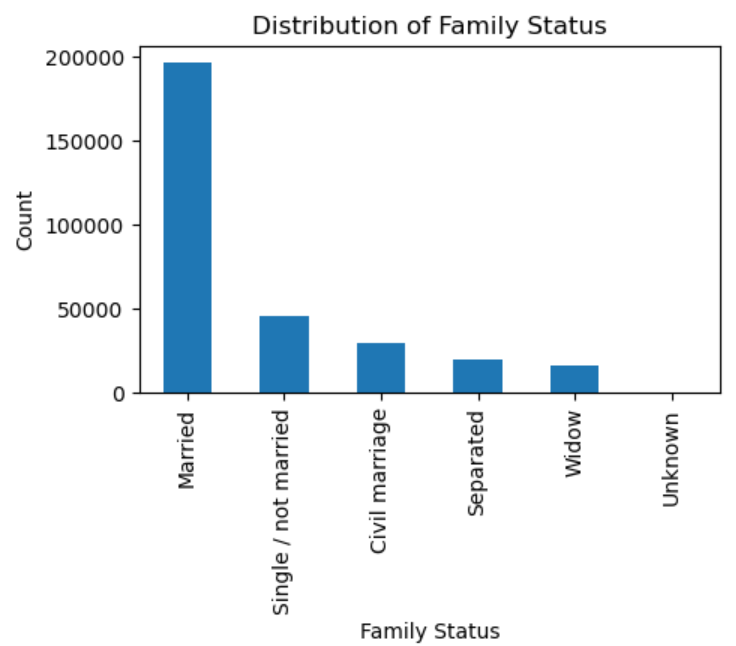 Distribution of Family Status
200000
150000
100000
50000
0
Count
Married
Single / not married
Civil marriage
Separated
Widow
Unknown
Family Status